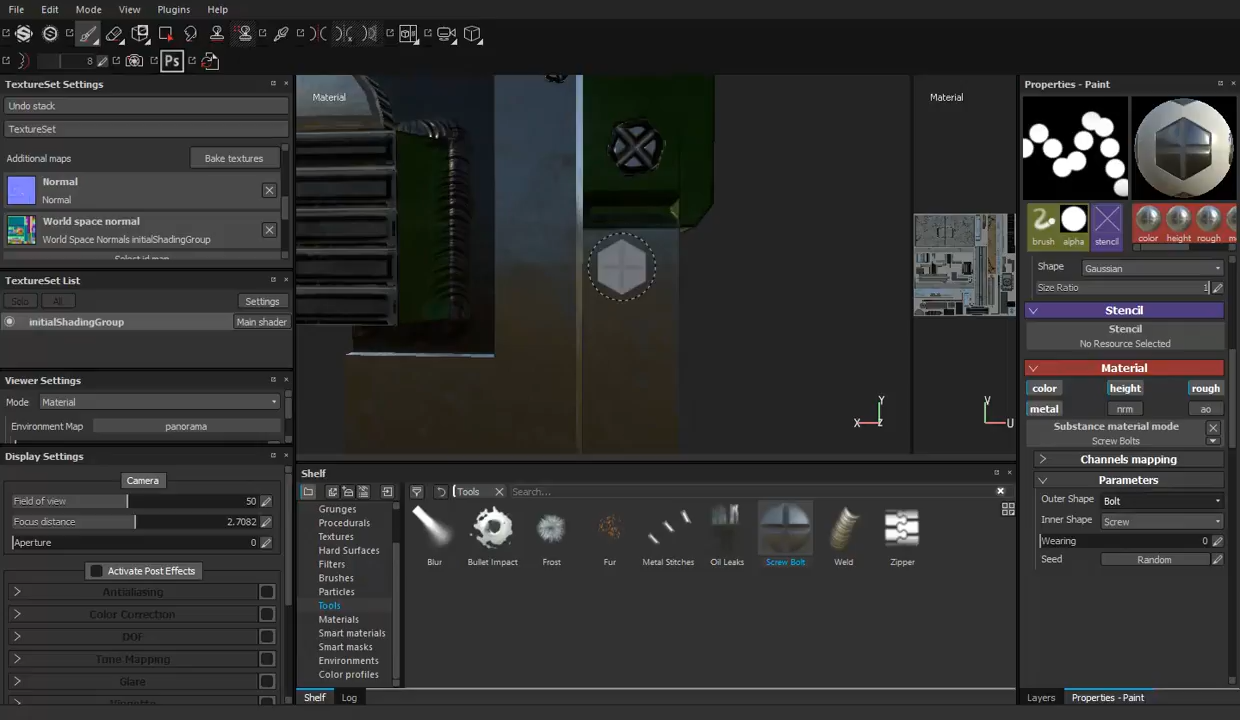 File Edit Mode View Plugins Help
8 Ps
TextureSet Settings
Undo stack
TextureSet
Additional maps Bake textures
Normal
Normal
World space normal
World Space Normals initialShadingGroup
Select id map
TextureSet List
Solo All Settings
initialShadingGroup Main shader
Viewer Settings
Mode Material
Environment Map panorama
Display Settings
Camera
Field of view 50
Focus distance 2.7082
Aperture 0
Activate Post Effects
Antialiasing
Color Correction
DOF
Tone Mapping
Glare
Vignette
Material
Y
X Z
Material
V
U
Shelf
Tools Search...
Grunges
Procedurals
Textures
Hard Surfaces
Filters
Brushes
Particles
Tools
Materials
Smart materials
Smart masks
Environments
Color profiles
Blur Bullet Impact Frost Fur Metal Stitches Oil Leaks Screw Bolt Weld Zipper
Shelf Log
Properties - Paint
brush alpha stencil color height rough
Shape Gaussian
Size Ratio 1
Stencil
Stencil
No Resource Selected
Material
color height rough
metal nrm ao
Substance material mode
Screw Bolts
Channels mapping
Parameters
Outer Shape Bolt
Inner Shape Screw
Wearing 0
Seed Random
Layers Properties - Paint